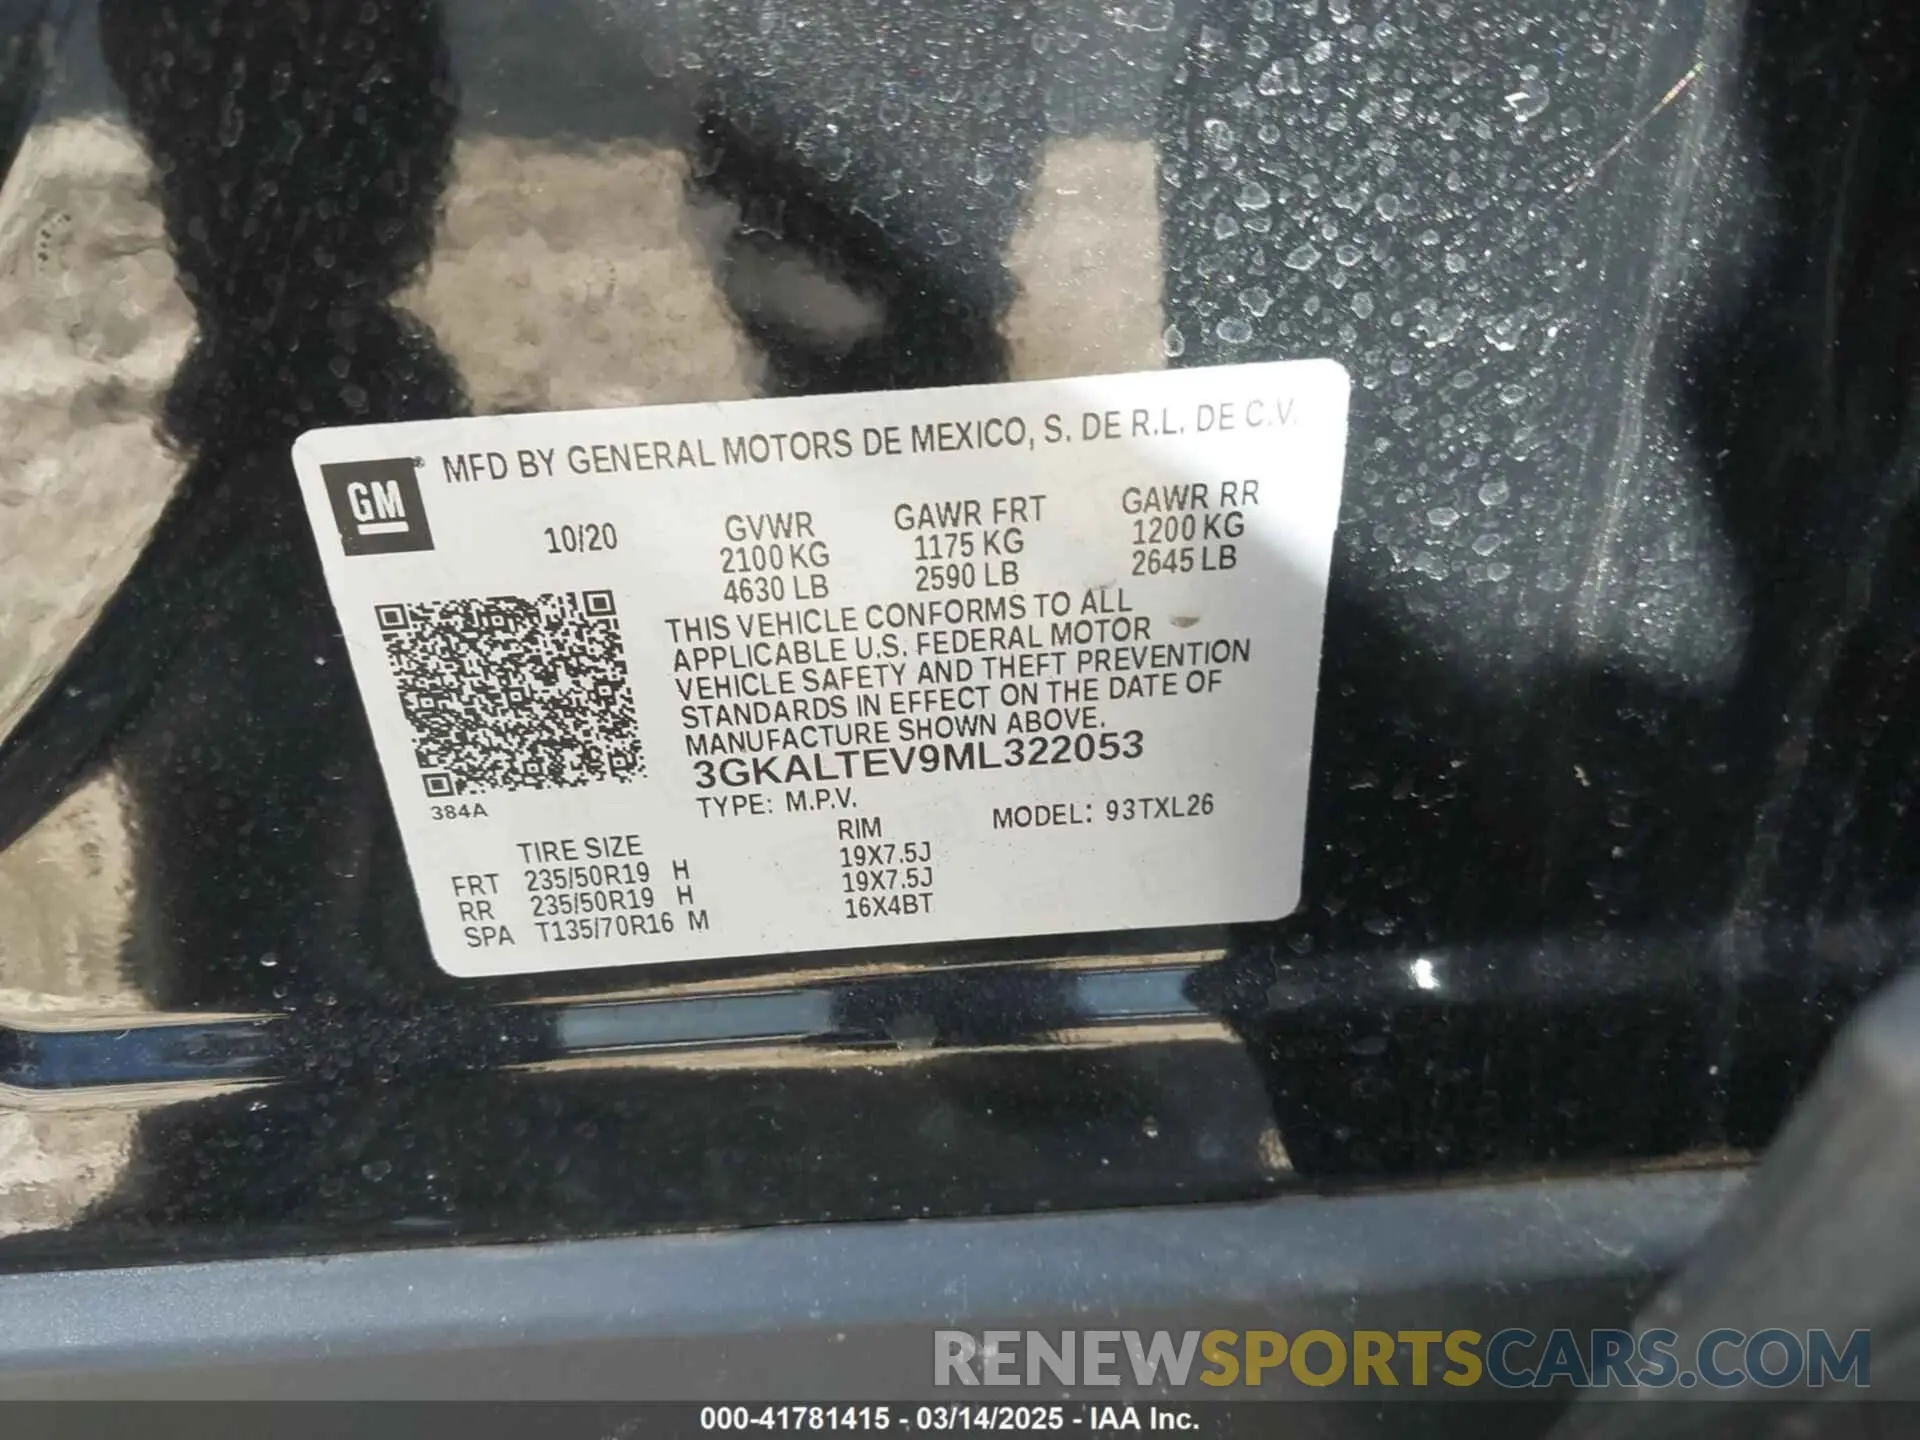 GM® MFD BY GENERAL MOTORS DE MEXICO, S. DE R.L. DE C.V.
10/20 GVWR GAWR FRT GAWR RR
2100 KG 1175 KG 1200 KG
4630 LB 2590 LB 2645 LB
THIS VEHICLE CONFORMS TO ALL
APPLICABLE U.S. FEDERAL MOTOR
VEHICLE SAFETY AND THEFT PREVENTION
STANDARDS IN EFFECT ON THE DATE OF
MANUFACTURE SHOWN ABOVE.
3GKALTEV9ML322053
384A
TYPE: M.P.V. MODEL: 93TXL26
TIRE SIZE RIM
FRT 235/50R19 H 19X7.5J
RR 235/50R19 H 19X7.5J
SPA T135/70R16 M 16X4BT
RENEWSPORTSCARS.COM
000-41781415 - 03/14/2025 - IAA Inc.